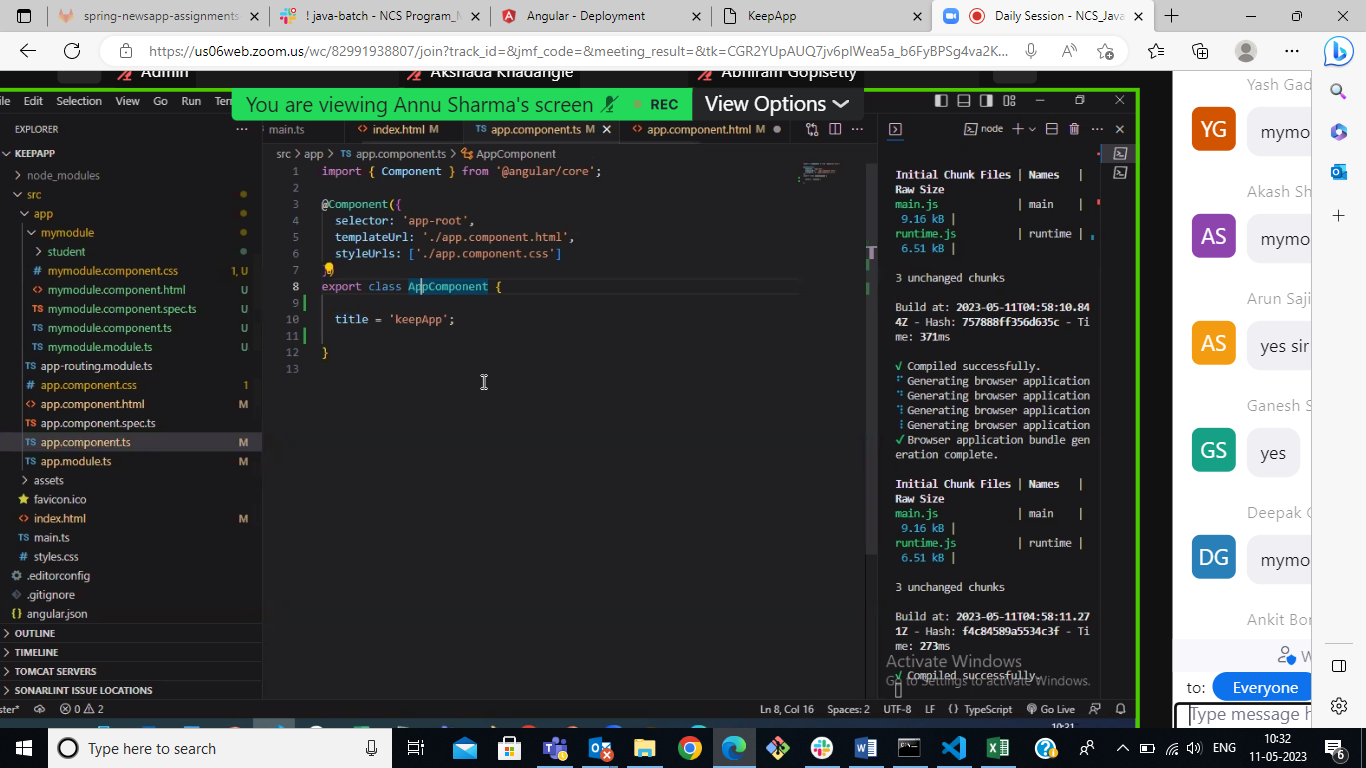 spring-newsapp-assignments
! java-batch - NCS Program_
Angular - Deployment
KeepApp
Daily Session - NCS_Java
https://us06web.zoom.us/wc/82991938807/join?track_id=&jmf_code=&meeting_result=&tk=CGR2YUpAUQ7jv6pIWea5a_b6FyBPSg4va2K...
Admin
Akshada Khadangle
Abhiram Gopisetty
You are viewing Annu Sharma's screen
REC
View Options
Edit
Selection
View
Go
Run
EXPLORER
main.ts
index.html M
app.component.ts M
app.component.html M
node
KEEPAPP
node_modules
src
app
mymodule
student
mymodule.component.css 1, U
mymodule.component.html U
mymodule.component.spec.ts U
mymodule.component.ts U
mymodule.module.ts U
app-routing.module.ts
app.component.css 1
app.component.html M
app.component.spec.ts
app.component.ts M
app.module.ts M
assets
favicon.ico
index.html M
main.ts
styles.css
.editorconfig
.gitignore
angular.json
OUTLINE
TIMELINE
TOMCAT SERVERS
SONARLINT ISSUE LOCATIONS
src > app > TS app.component.ts > AppComponent
1 import { Component } from '@angular/core';
2
3 @Component({
4 selector: 'app-root',
5 templateUrl: './app.component.html',
6 styleUrls: ['./app.component.css']
7
8 export class AppComponent {
9
10 title = 'keepApp';
11
12 }
13
Initial Chunk Files | Names |
Raw Size
main.js | main |
9.16 kB |
runtime.js | runtime |
6.51 kB |
3 unchanged chunks
Build at: 2023-05-11T04:58:10.84
4Z - Hash: 757888ff356d635c - Ti
me: 371ms
√ Compiled successfully.
Generating browser application
Generating browser application
Generating browser application
Generating browser application
√ Browser application bundle gen
eration complete.
Initial Chunk Files | Names |
Raw Size
main.js | main |
9.16 kB |
runtime.js | runtime |
6.51 kB |
3 unchanged chunks
Build at: 2023-05-11T04:58:11.27
1Z - Hash: f4c84589a5534c3f - Ti
me: 273ms
√ Compiled successfully.
Activate Windows
Go to Settings to activate Windows.
0 2
Ln 8, Col 16
Spaces: 2
UTF-8
LF
{ } TypeScript
Go Live
10:31
Yash Gad
YG
mymo
Akash Sh
AS
mymo
Arun Saji
AS
yes sir
Ganesh S
GS
yes
Deepak
DG
mymo
Ankit Bor
to: Everyone
Type message h
Type here to search
ENG
10:32
11-05-2023
6